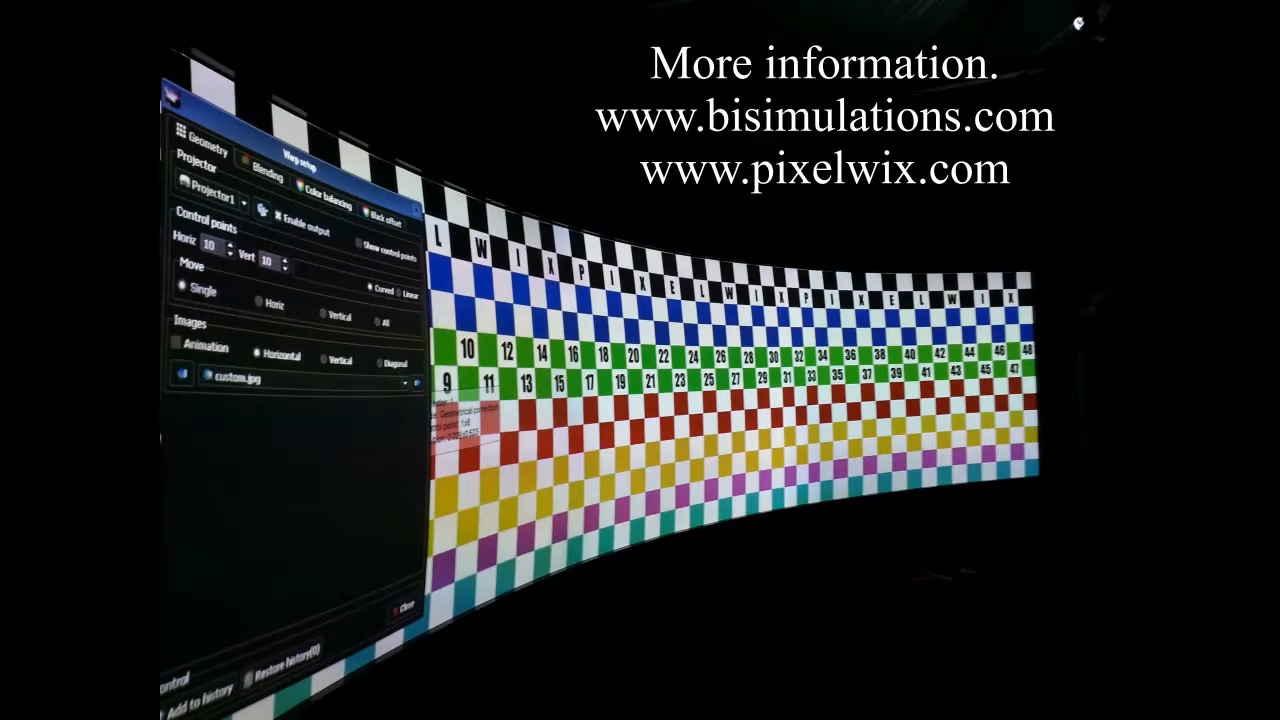 More information.
www.bisimulations.com
www.pixelwix.com
Warp setup
Geometry
Blending
Color balancing
Black offset
Projector
Projector1
Enable output
Show control points
Control points
Horiz 10 Vert 10
Curved Linear
Move
Single Horiz Vertical All
Images
Animation Horizontal Vertical Diagonal
custom.jpg
Close
Restore history(0)
Add to history
L W I X P I X E L W I X P I X E L W I X
10 12 14 16 18 20 22 24 26 28 30 32 34 36 38 40 42 44 46 48
9 11 13 15 17 19 21 23 25 27 29 31 33 35 37 39 41 43 45 47
Geometrical correction